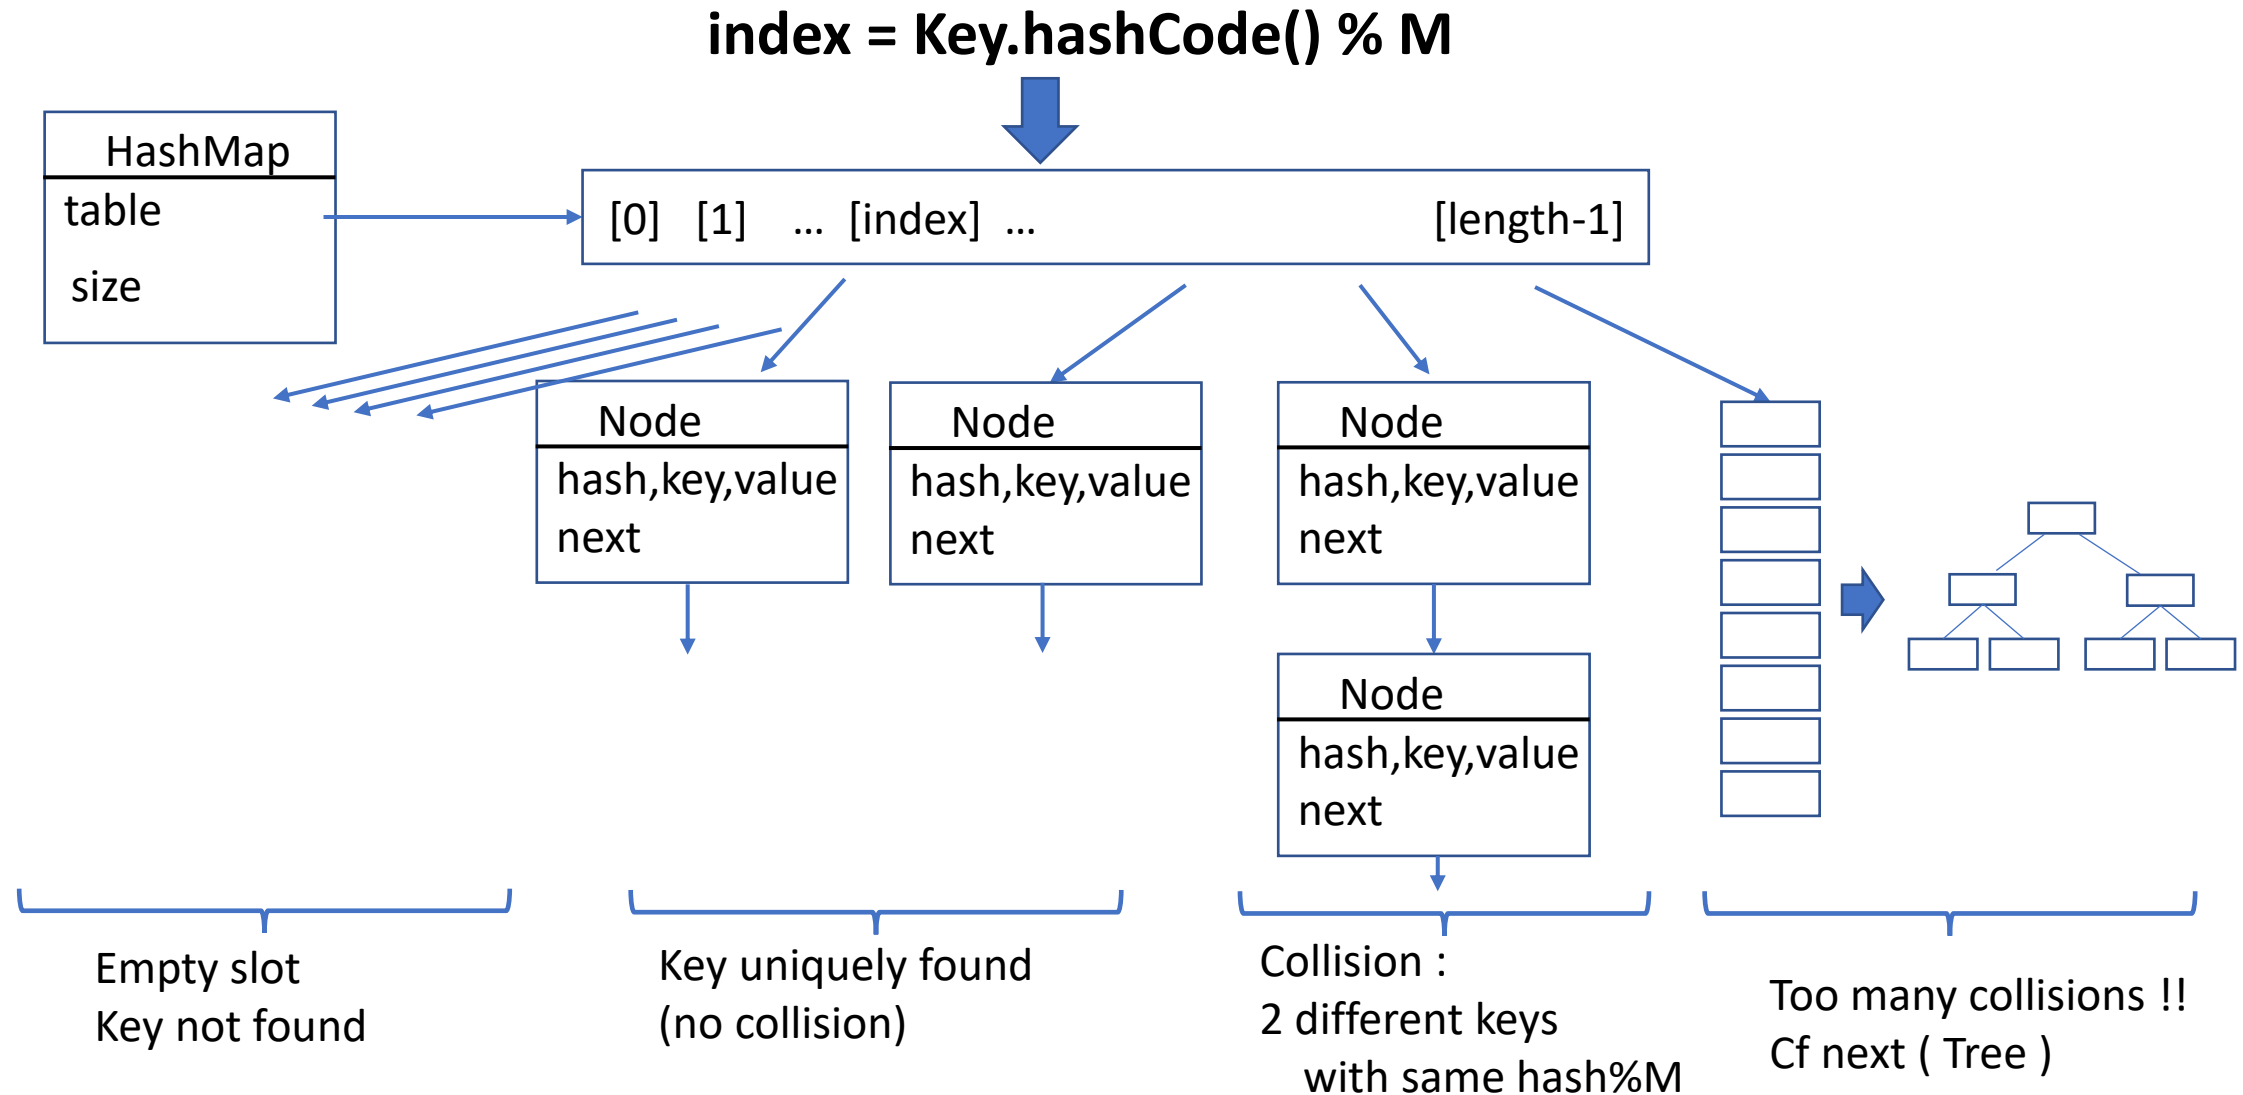 index = Key.hashCode() % M
HashMap
table
size
[0] [1] ... [index] ... [length-1]
Node
hash,key,value
next
Node
hash,key,value
next
Node
hash,key,value
next
Node
hash,key,value
next
Empty slot
Key not found
Key uniquely found
(no collision)
Collision :
2 different keys
with same hash%M
Too many collisions !!
Cf next ( Tree )